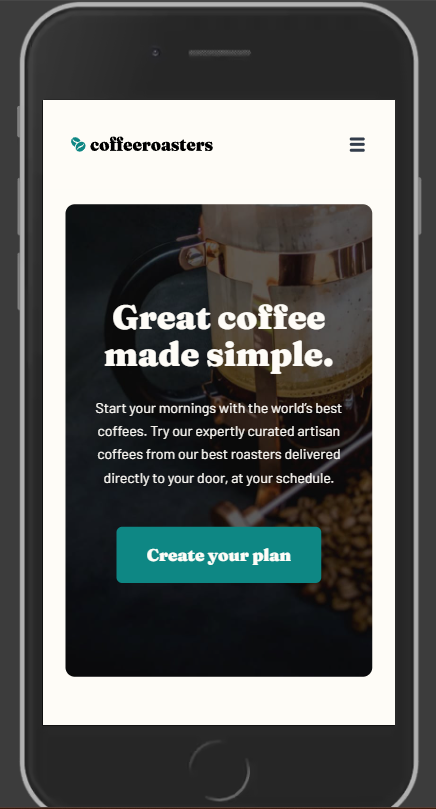 coffeeroasters
Great coffee
made simple.
Start your mornings with the world’s best
coffees. Try our expertly curated artisan
coffees from our best roasters delivered
directly to your door, at your schedule.
Create your plan